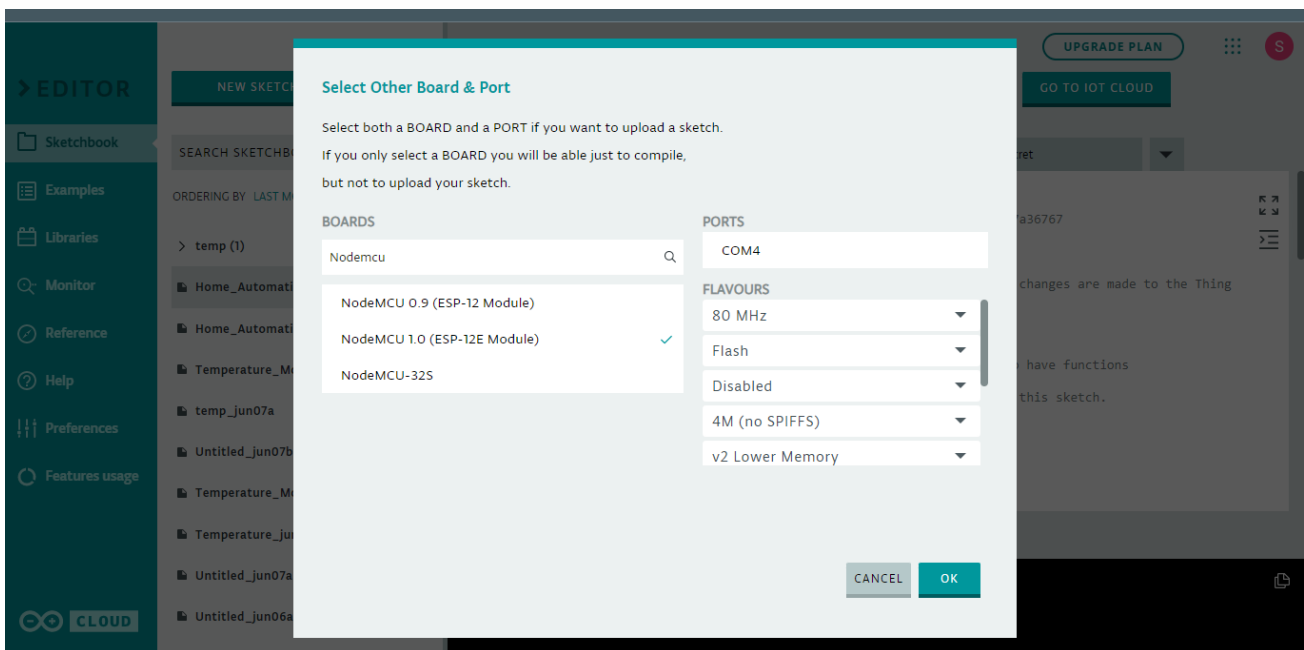 UPGRADE PLAN
S
>EDITOR
NEW SKETC
GO TO IOT CLOUD
Sketchbook
Examples
Libraries
Monitor
Reference
Help
Preferences
Features usage
CLOUD
SEARCH SKETCHB
ORDERING BY LAST M
> temp (1)
Home_Automati
Home_Automati
Temperature_M
temp_jun07a
Untitled_jun07b
Temperature_M
Temperature_ju
Untitled_jun07a
Untitled_jun06a
Select Other Board & Port
Select both a BOARD and a PORT if you want to upload a sketch.
If you only select a BOARD you will be able just to compile,
but not to upload your sketch.
BOARDS
Nodemcu
NodeMCU 0.9 (ESP-12 Module)
NodeMCU 1.0 (ESP-12E Module)
NodeMCU-32S
PORTS
COM4
FLAVOURS
80 MHz
Flash
Disabled
4M (no SPIFFS)
v2 Lower Memory
CANCEL
OK
ret
a36767
changes are made to the Thing
have functions
this sketch.